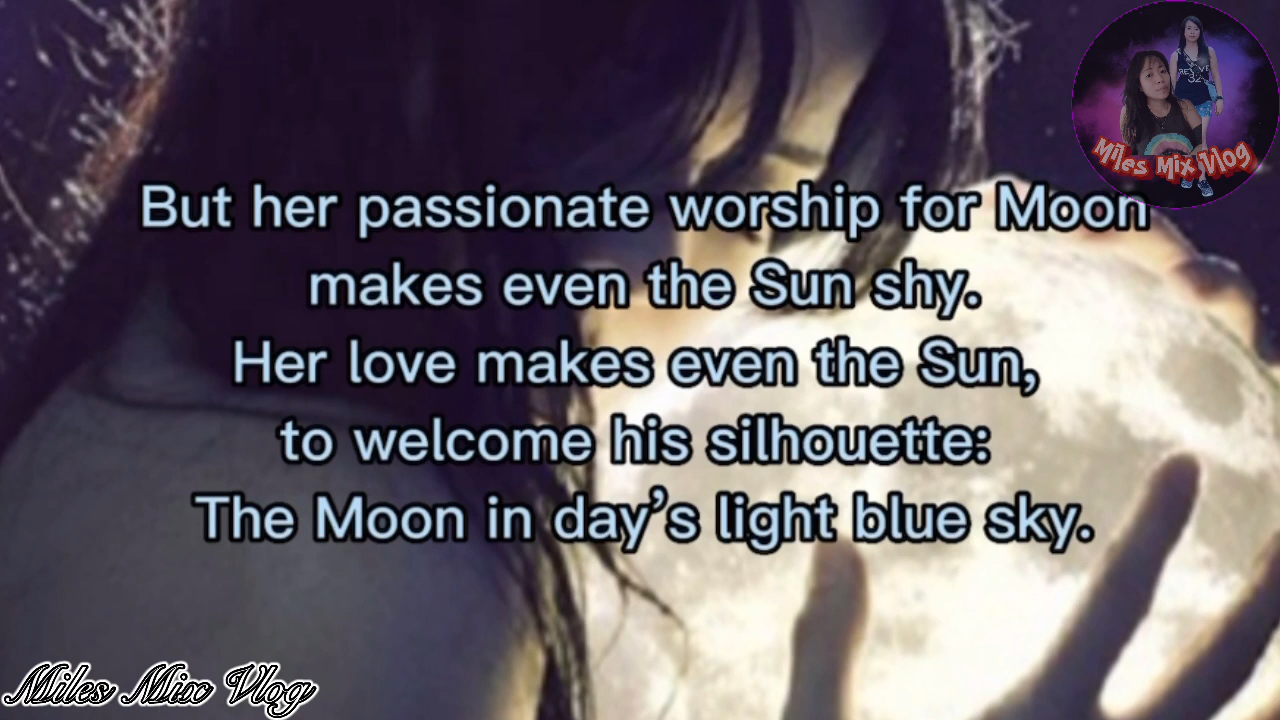 Miles Mix Vlog
But her passionate worship for Moon
makes even the Sun shy.
Her love makes even the Sun,
to welcome his silhouette:
The Moon in day’s light blue sky.
Miles Mix Vlog